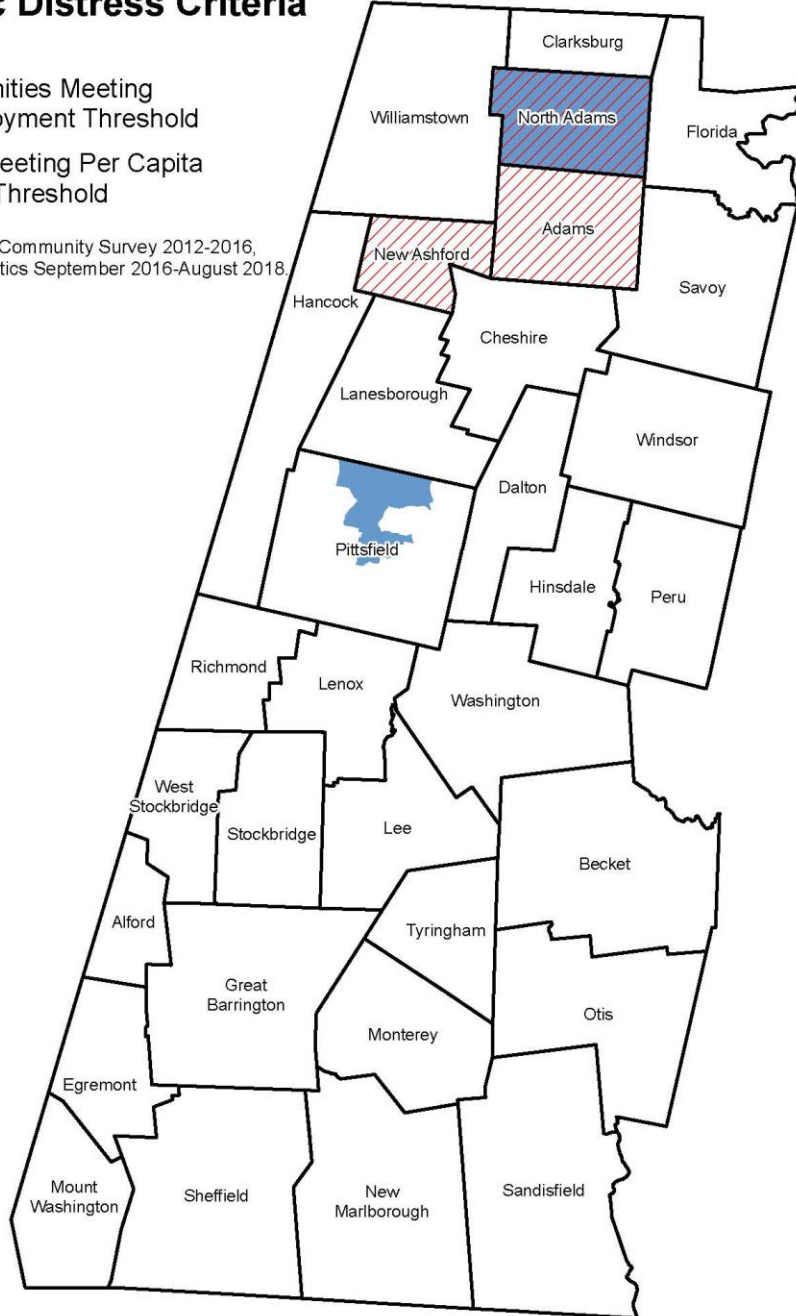 Distress Criteria
nities Meeting
oyment Threshold
eeting Per Capita
Threshold
Community Survey 2012-2016,
tics September 2016-August 2018.
Clarksburg
Williamstown
North Adams
Florida
Adams
New Ashford
Savoy
Hancock
Cheshire
Lanesborough
Windsor
Dalton
Pittsfield
Hinsdale
Peru
Richmond
Lenox
Washington
West
Stockbridge
Stockbridge
Lee
Becket
Alford
Tyringham
Great
Barrington
Otis
Monterey
Egremont
Mount
Washington
Sheffield
New
Marlborough
Sandisfield